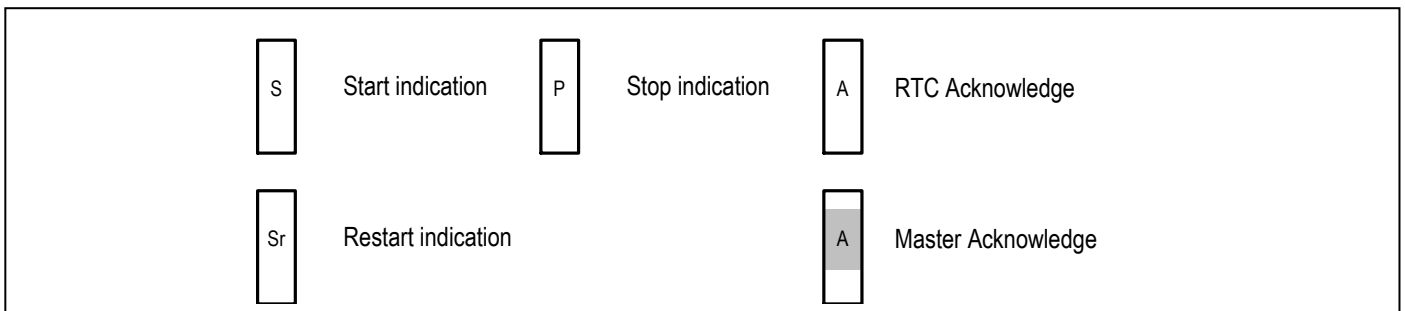 S Start indication P Stop indication A RTC Acknowledge
Sr Restart indication A Master Acknowledge